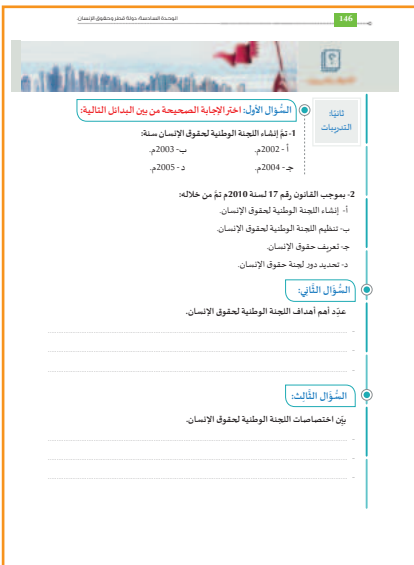 146
الوحدة السادسة: دولة قطر وحقوق الإنسان
ثانيًا:
التدريبات
السُّؤال الأول: اختر الإجابة الصحيحة من بين البدائل التالية:
1- تمَّ إنشاء اللجنة الوطنية لحقوق الإنسان سنة:
أ - 2002م. ب- 2003م.
جـ - 2004م. د - 2005م.
2- بموجب القانون رقم 17 لسنة 2010م تمَّ من خلاله:
أ- إنشاء اللجنة الوطنية لحقوق الإنسان.
ب- تنظيم اللجنة الوطنية لحقوق الإنسان.
جـ- تعريف حقوق الإنسان.
د- تحديد دور لجنة حقوق الإنسان.
السُّؤال الثَّاني:
عدِّد أهم أهداف اللجنة الوطنية لحقوق الإنسان.
-
-
-
السُّؤال الثَّالث:
بيِّن اختصاصات اللجنة الوطنية لحقوق الإنسان.
-
-
-